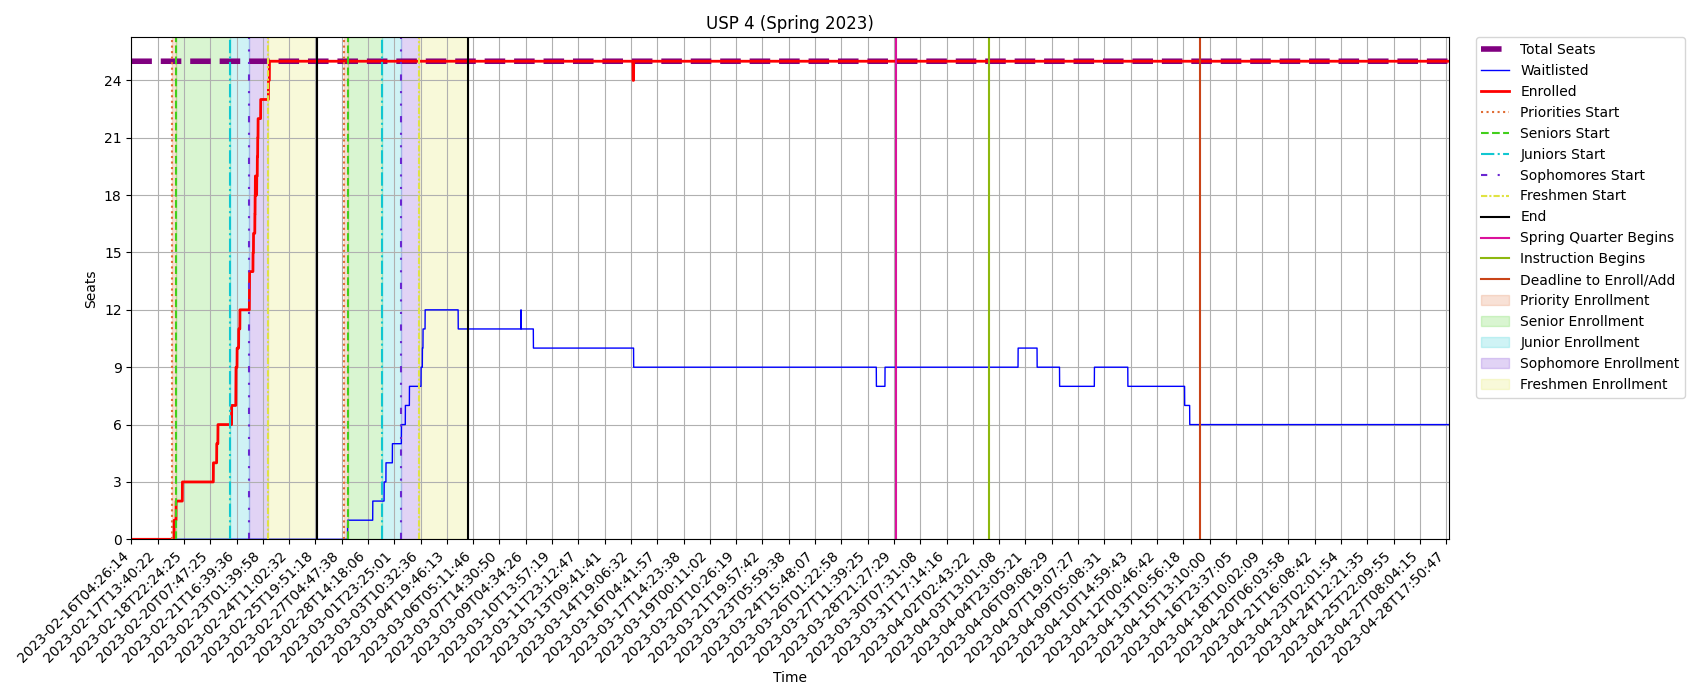 USP 4 (Spring 2023)
Seats
24
21
18
15
12
9
6
3
0
2023-02-16T04:26:14
2023-02-17T13:40:22
2023-02-18T22:24:25
2023-02-20T07:47:25
2023-02-21T16:39:36
2023-02-23T01:39:58
2023-02-24T11:02:32
2023-02-25T19:51:18
2023-02-27T04:47:38
2023-02-28T14:18:06
2023-03-01T23:25:01
2023-03-03T10:32:36
2023-03-04T19:46:13
2023-03-06T05:11:46
2023-03-07T14:30:50
2023-03-09T04:34:26
2023-03-10T13:57:19
2023-03-11T23:12:47
2023-03-13T09:41:41
2023-03-14T19:06:32
2023-03-16T04:41:57
2023-03-17T14:23:38
2023-03-19T00:11:02
2023-03-20T10:26:19
2023-03-21T19:57:42
2023-03-23T05:59:38
2023-03-24T15:48:07
2023-03-26T01:22:58
2023-03-27T11:39:25
2023-03-28T21:27:29
2023-03-30T07:31:08
2023-03-31T17:14:16
2023-04-02T02:43:22
2023-04-03T13:01:08
2023-04-04T23:05:21
2023-04-06T09:08:29
2023-04-07T19:07:27
2023-04-09T05:08:31
2023-04-10T14:59:43
2023-04-12T00:46:42
2023-04-13T10:56:18
2023-04-15T13:10:00
2023-04-16T23:37:05
2023-04-18T10:02:09
2023-04-20T06:03:58
2023-04-21T16:08:42
2023-04-23T02:01:54
2023-04-24T12:21:35
2023-04-25T22:09:55
2023-04-27T08:04:15
2023-04-28T17:50:47
Time
Total Seats
Waitlisted
Enrolled
Priorities Start
Seniors Start
Juniors Start
Sophomores Start
Freshmen Start
End
Spring Quarter Begins
Instruction Begins
Deadline to Enroll/Add
Priority Enrollment
Senior Enrollment
Junior Enrollment
Sophomore Enrollment
Freshmen Enrollment